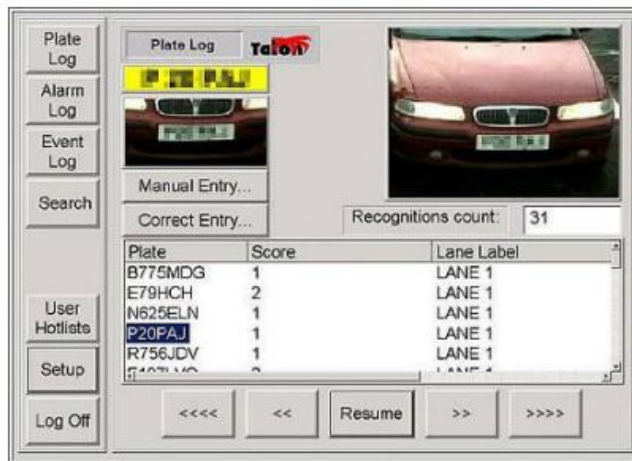 Plate
Log
Alarm
Log
Event
Log
Search
User
Hotlists
Setup
Log Off
Plate Log
Talon
Manual Entry...
Correct Entry...
Recognitions count: 31
Plate Score Lane Label
B775MDG 1 LANE 1
E79HCH 2 LANE 1
N625ELN 1 LANE 1
P20PAJ 1 LANE 1
R756JDV 1 LANE 1
<<<< << Resume >> >>>>